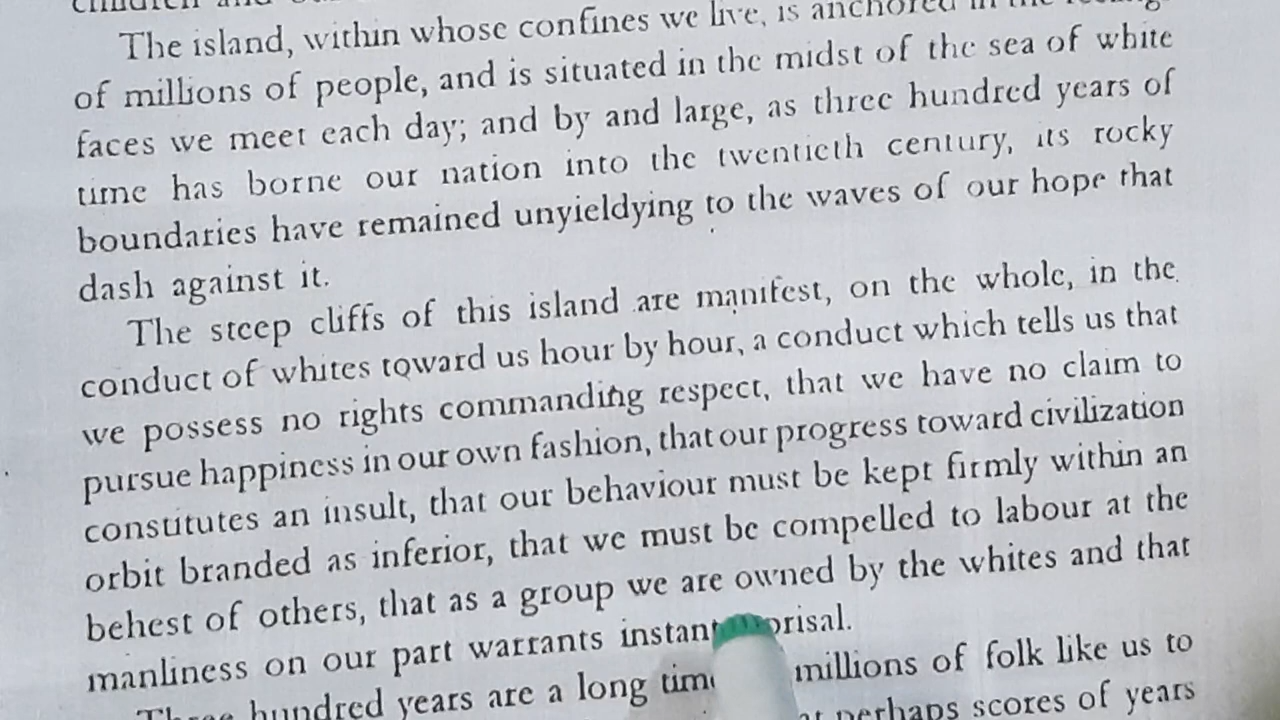 The island, within whose confines we live, is anchored in the
of millions of people, and is situated in the midst of the sea of white
faces we meet each day; and by and large, as three hundred years of
time has borne our nation into the twentieth century, its rocky
boundaries have remained unyieldying to the waves of our hope that
dash against it.
The steep cliffs of this island are manifest, on the whole, in the
conduct of whites toward us hour by hour, a conduct which tells us that
we possess no rights commanding respect, that we have no claim to
pursue happiness in our own fashion, that our progress toward civilization
constitutes an insult, that our behaviour must be kept firmly within an
orbit branded as inferior, that we must be compelled to labour at the
behest of others, that as a group we are owned by the whites and that
manliness on our part warrants instant
hundred years are a long millions of folk like us to
perhaps scores of years